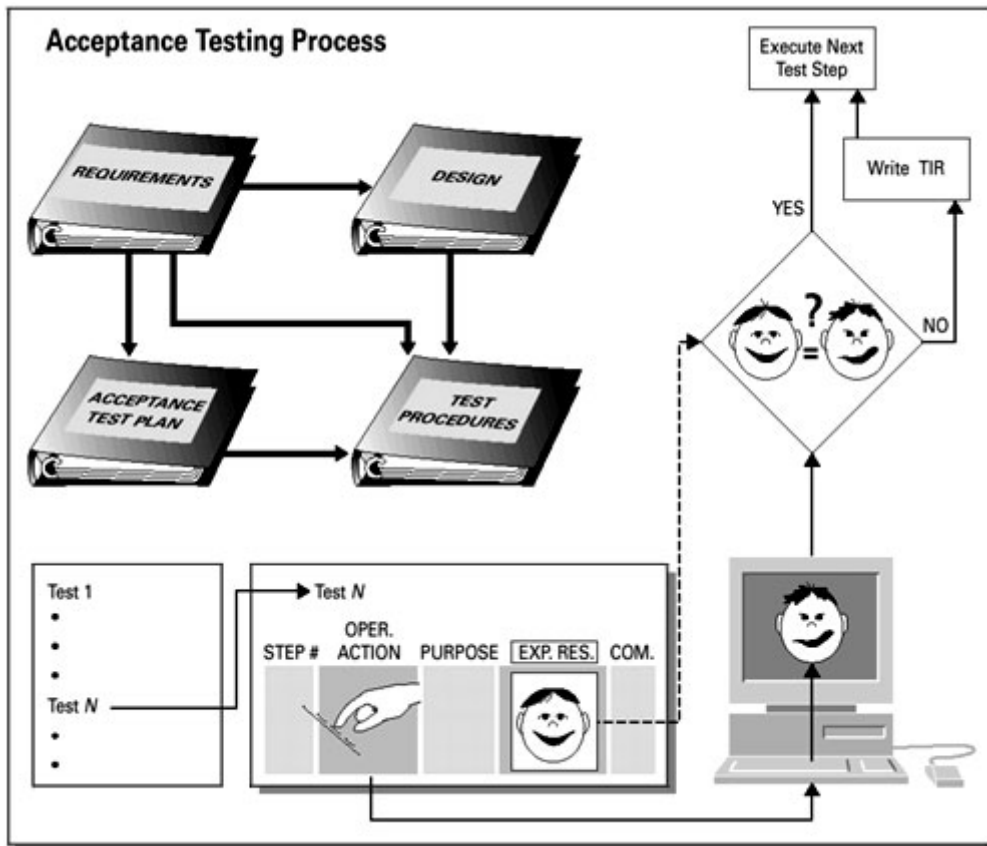 Acceptance Testing Process
Execute Next
Test Step
Write TIR
REQUIREMENTS
DESIGN
YES
?
=
NO
ACCEPTANCE
TEST PLAN
TEST
PROCEDURES
Test 1
•
•
•
Test N
•
•
Test N
STEP #
OPER.
ACTION
PURPOSE
EXP. RES.
COM.